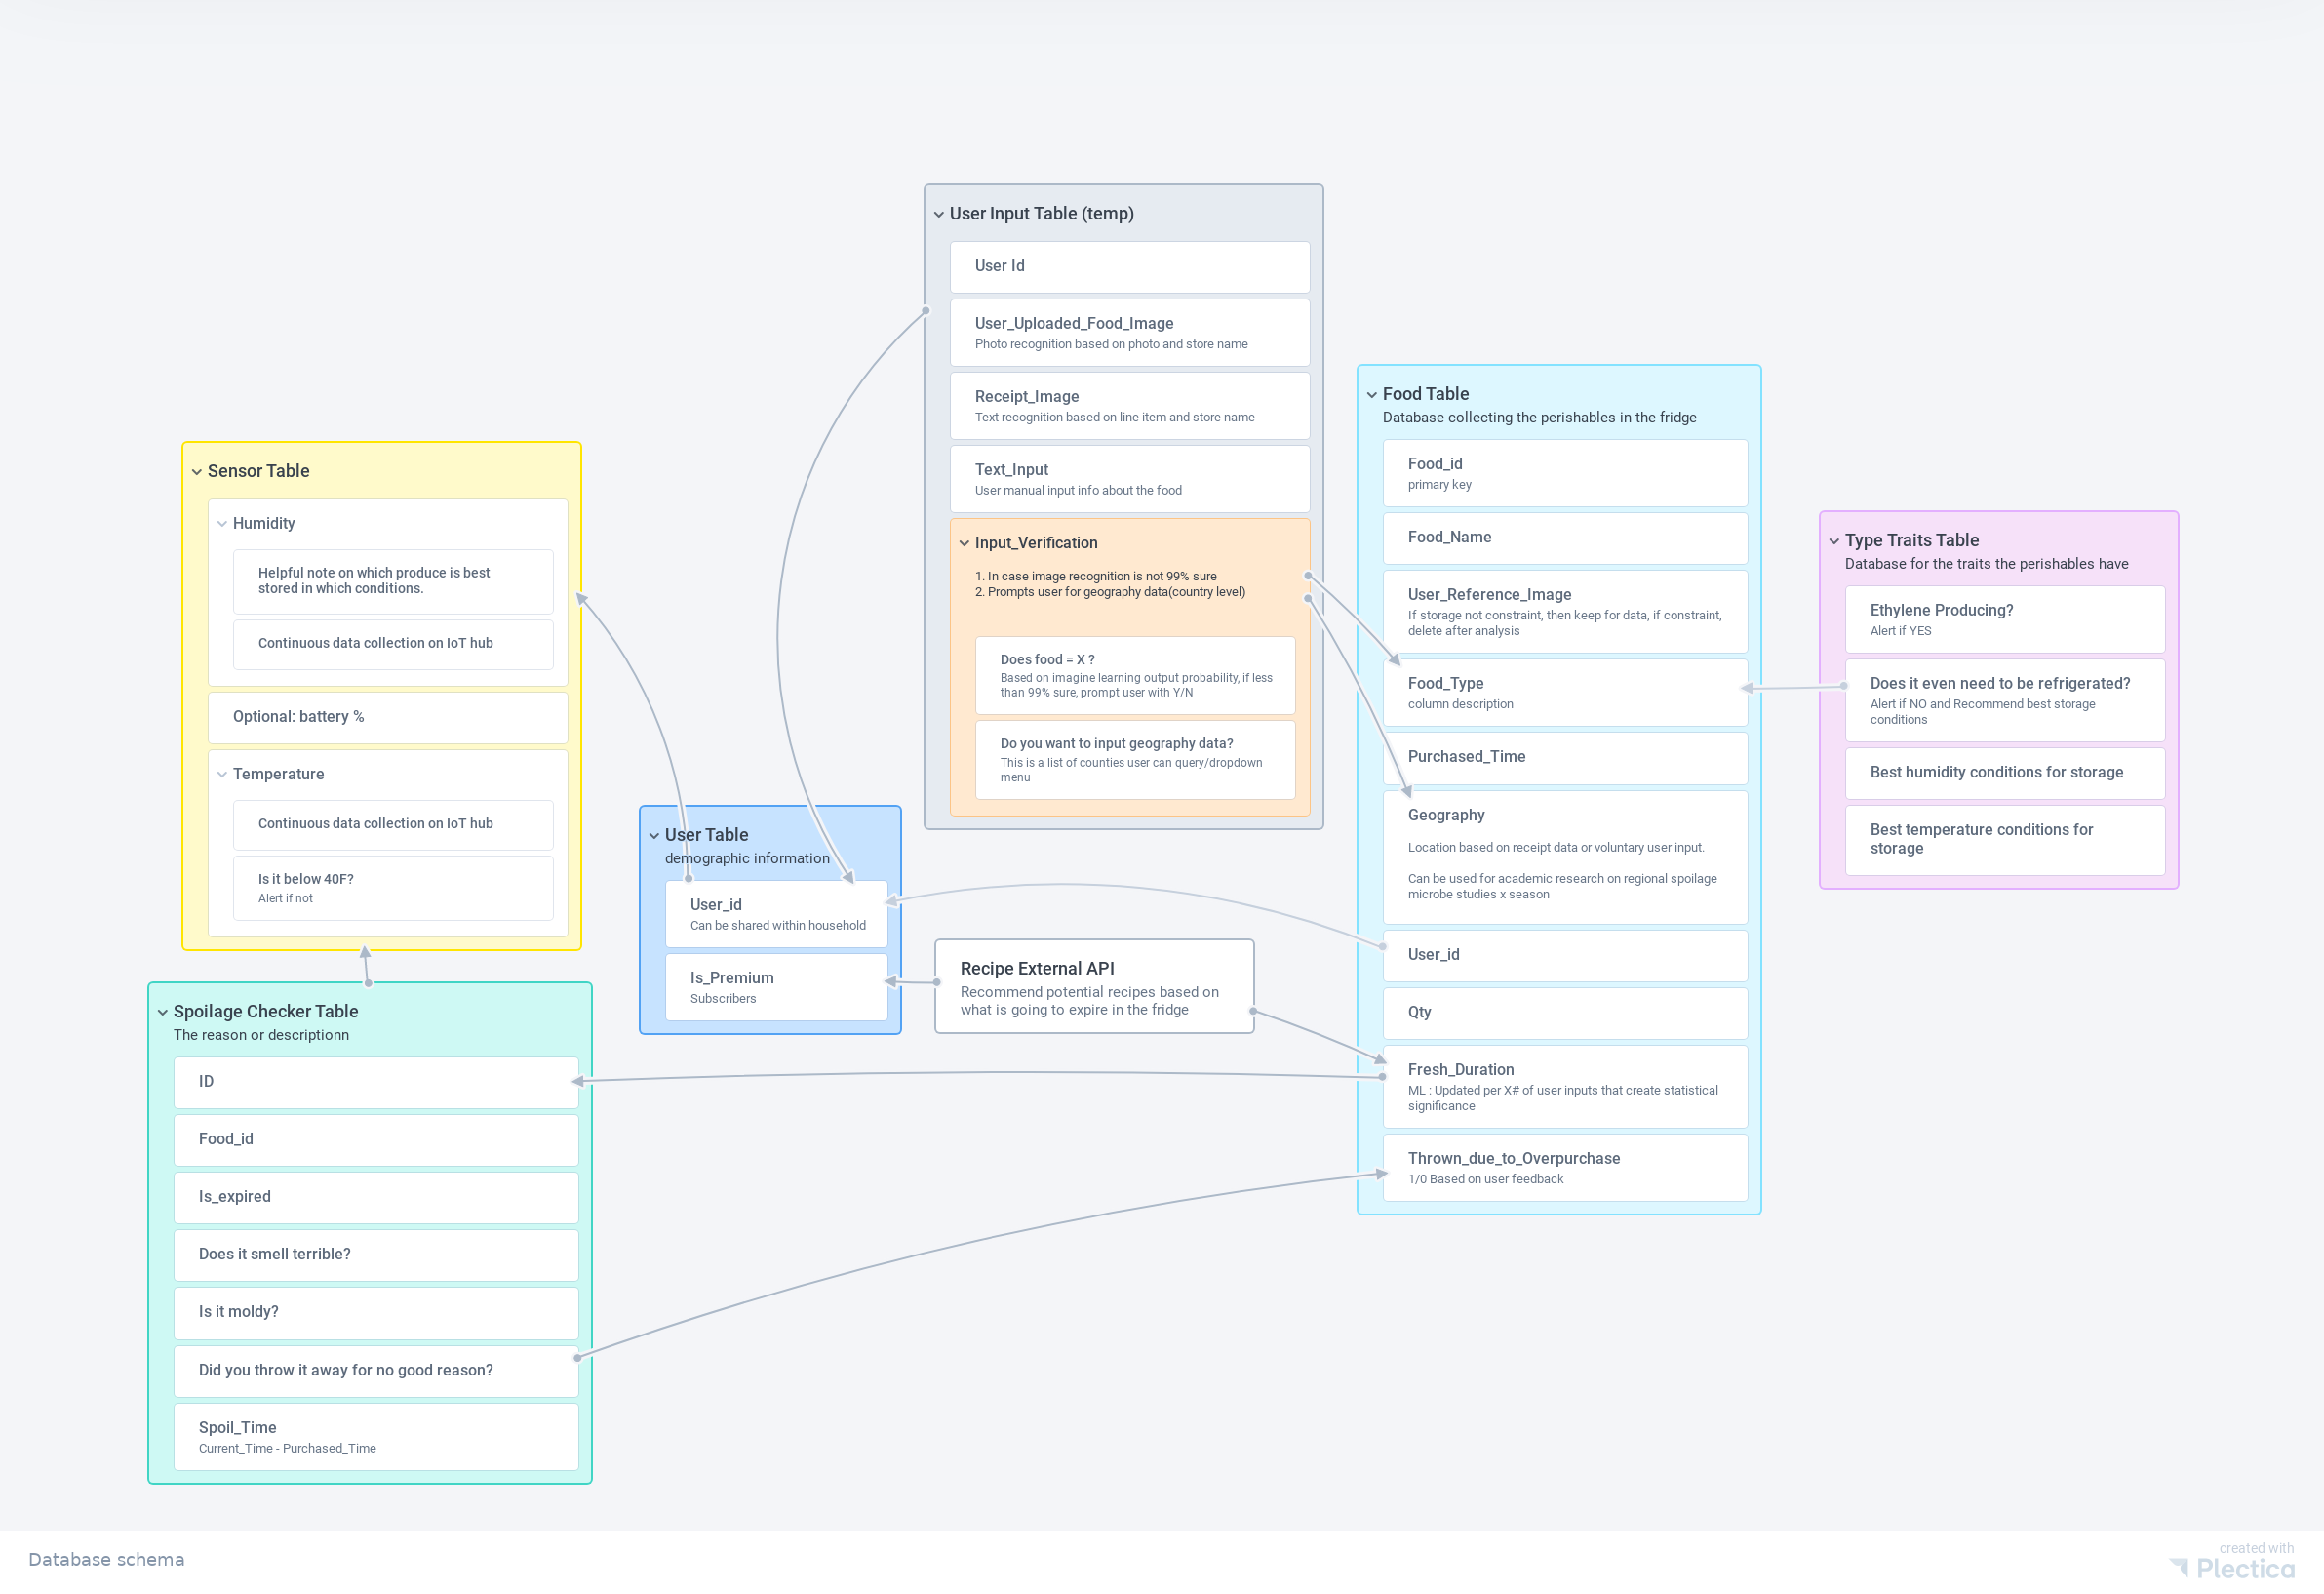 User Input Table (temp)
User Id
User_Uploaded_Food_Image
Photo recognition based on photo and store name
Receipt_Image
Text recognition based on line item and store name
Text_Input
User manual input info about the food
Input_Verification
1. In case image recognition is not 99% sure
2. Prompts user for geography data(country level)
Does food = X ?
Based on imagine learning output probability, if less
than 99% sure, prompt user with Y/N
Do you want to input geography data?
This is a list of counties user can query/dropdown
menu
Food Table
Database collecting the perishables in the fridge
Food_id
primary key
Food_Name
User_Reference_Image
If storage not constraint, then keep for data, if constraint,
delete after analysis
Food_Type
column description
Purchased_Time
Geography
Location based on receipt data or voluntary user input.
Can be used for academic research on regional spoilage
microbe studies x season
User_id
Qty
Fresh_Duration
ML : Updated per X# of user inputs that create statistical
significance
Thrown_due_to_Overpurchase
1/0 Based on user feedback
Type Traits Table
Database for the traits the perishables have
Ethylene Producing?
Alert if YES
Does it even need to be refrigerated?
Alert if NO and Recommend best storage
conditions
Best humidity conditions for storage
Best temperature conditions for
storage
Sensor Table
Humidity
Helpful note on which produce is best
stored in which conditions.
Continuous data collection on IoT hub
Optional: battery %
Temperature
Continuous data collection on IoT hub
Is it below 40F?
Alert if not
User Table
demographic information
User_id
Can be shared within household
Is_Premium
Subscribers
Recipe External API
Recommend potential recipes based on
what is going to expire in the fridge
Spoilage Checker Table
The reason or descriptionn
ID
Food_id
Is_expired
Does it smell terrible?
Is it moldy?
Did you throw it away for no good reason?
Spoil_Time
Current_Time - Purchased_Time
Database schema
created with
Plectica